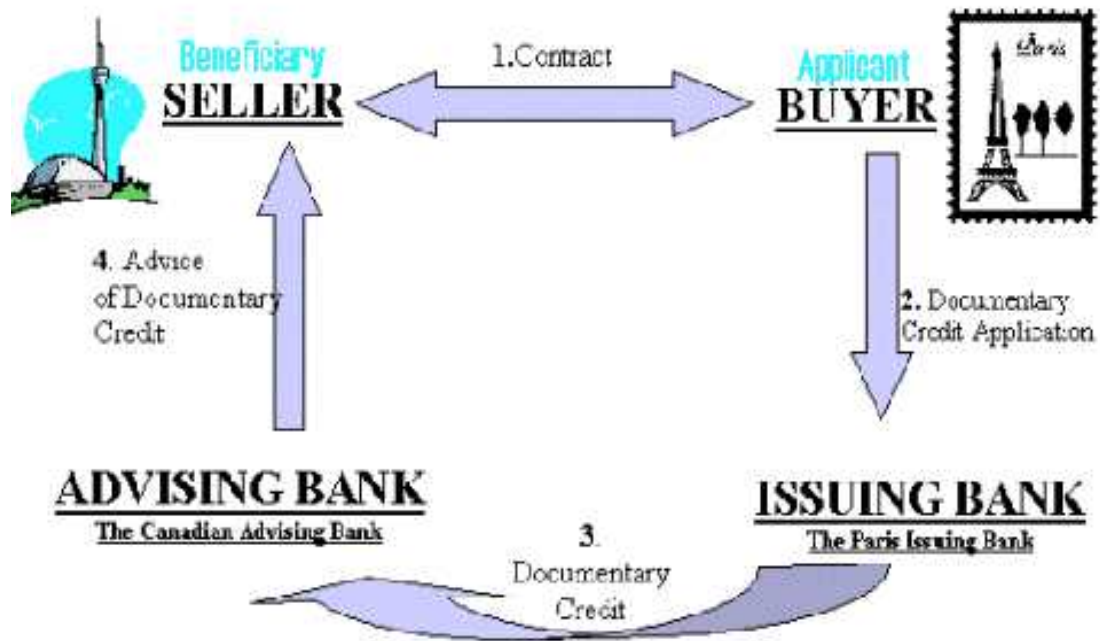 Beneficiary
SELLER
1.Contract
Applicant
BUYER
Paris
4. Advice
of Documentary
Credit
2. Documentary
Credit Application
ADVISING BANK
The Canadian Advising Bank
ISSUING BANK
The Paris Issuing Bank
3.
Documentary
Credit